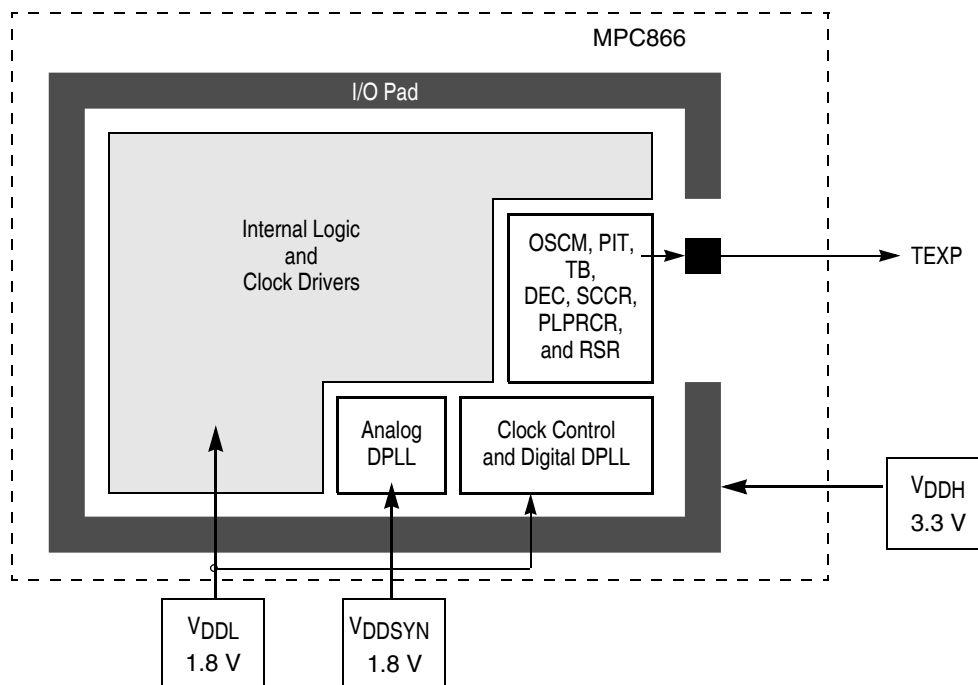 MPC866
I/O Pad
Internal Logic
and
Clock Drivers
OSCM, PIT,
TB,
DEC, SCCR,
PLPRCR,
and RSR
TEXP
Analog
DPLL
Clock Control
and Digital DPLL
VDDH
3.3 V
VDDL
1.8 V
VDDSYN
1.8 V